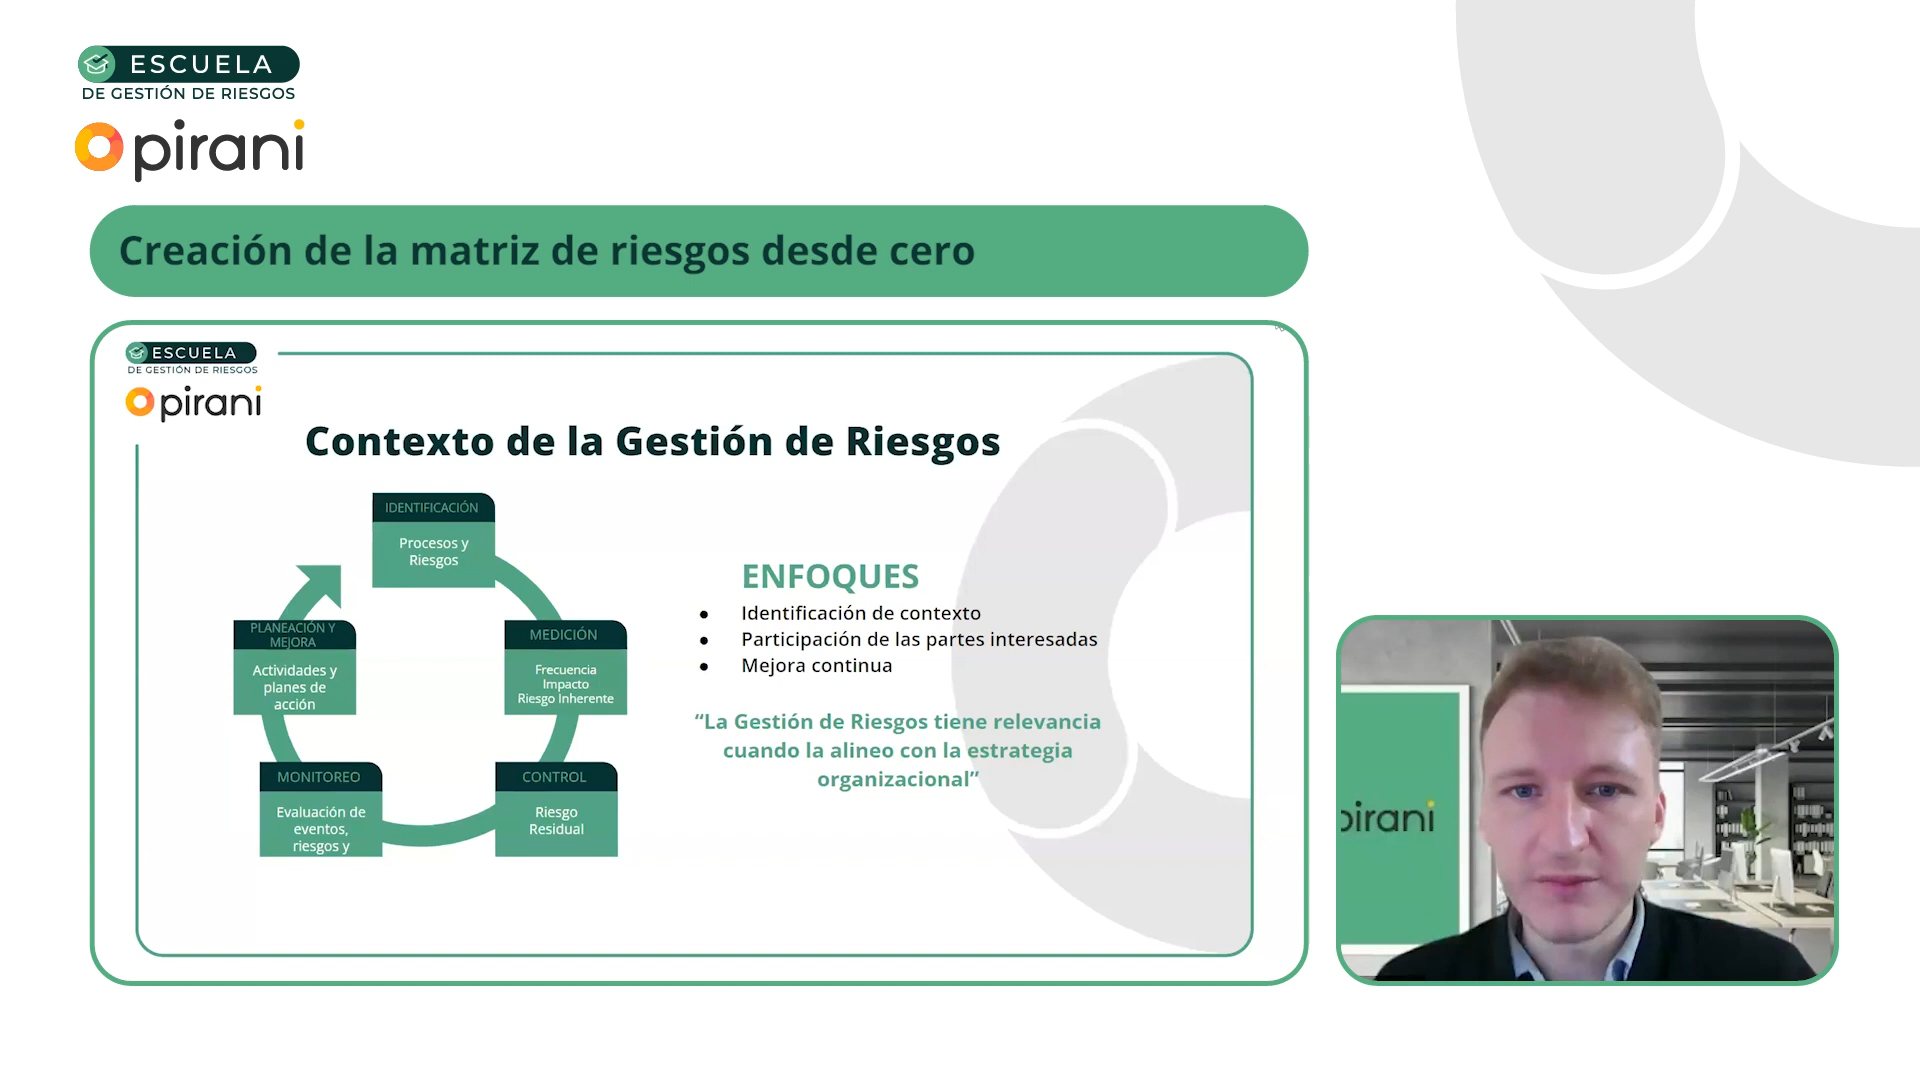 ESCUELA
DE GESTIÓN DE RIESGOS
pirani
Creación de la matriz de riesgos desde cero
ESCUELA
DE GESTIÓN DE RIESGOS
pirani
Contexto de la Gestión de Riesgos
IDENTIFICACIÓN
Procesos y
Riesgos
PLANEACIÓN Y
MEJORA
Actividades y
planes de
acción
MEDICIÓN
Frecuencia
Impacto
Riesgo Inherente
MONITOREO
Evaluación de
eventos,
riesgos y
CONTROL
Riesgo
Residual
ENFOQUES
• Identificación de contexto
• Participación de las partes interesadas
• Mejora continua
“La Gestión de Riesgos tiene relevancia
cuando la alineo con la estrategia
organizacional”
pirani